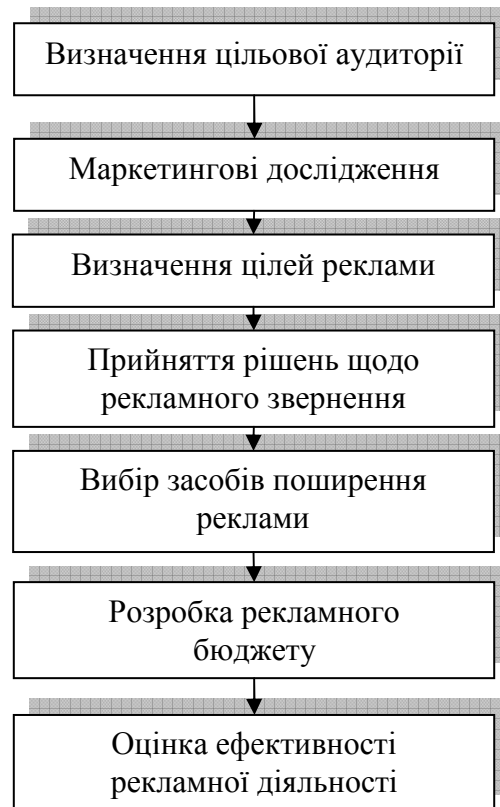 Визначення цільової аудиторії
Маркетингові дослідження
Визначення цілей реклами
Прийняття рішень щодо
рекламного звернення
Вибір засобів поширення
реклами
Розробка рекламного
бюджету
Оцінка ефективності
рекламної діяльності